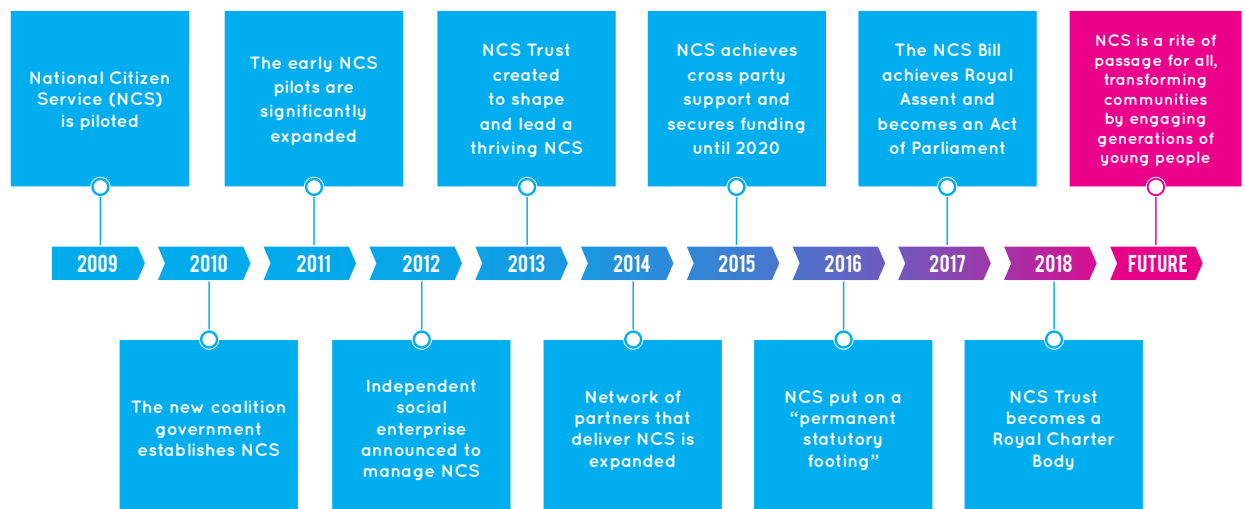 National Citizen
Service (NCS)
is piloted
The early NCS
pilots are
significantly
expanded
NCS Trust
created
to shape
and lead a
thriving NCS
NCS achieves
cross party
support and
secures funding
until 2020
The NCS Bill
achieves Royal
Assent and
becomes an Act
of Parliament
NCS is a rite of
passage for all,
transforming
communities
by engaging
generations of
young people
2009
2010
2011
2012
2013
2014
2015
2016
2017
2018
FUTURE
The new coalition
government
establishes NCS
Independent
social
enterprise
announced to
manage NCS
Network of
partners that
deliver NCS is
expanded
NCS put on a
“permanent
statutory
footing”
NCS Trust
becomes a
Royal Charter
Body